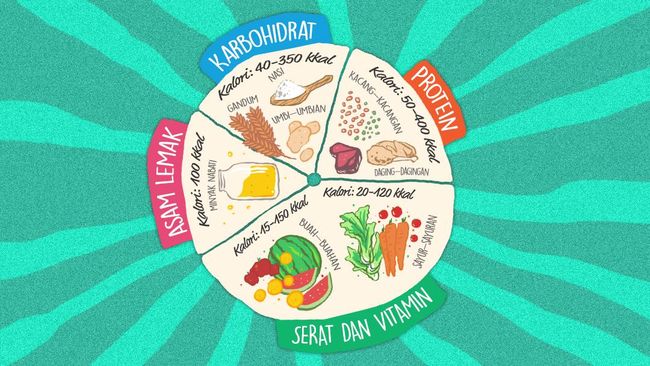 KARBOHIDRAT
Kalori: 40-350 kkal
NASI
GANDUM
UMBI-UMBIAN
PROTEIN
Kalori: 50-400 kkal
KACANG-KACANGAN
DAGING-DAGINGAN
ASAM LEMAK
Kalori: 100 kkal
MINYAK NABATI
Kalori: 15-150 kkal
BUAH-BUAHAN
Kalori: 20-120 kkal
SAYUR-SAYURAN
SERAT DAN VITAMIN